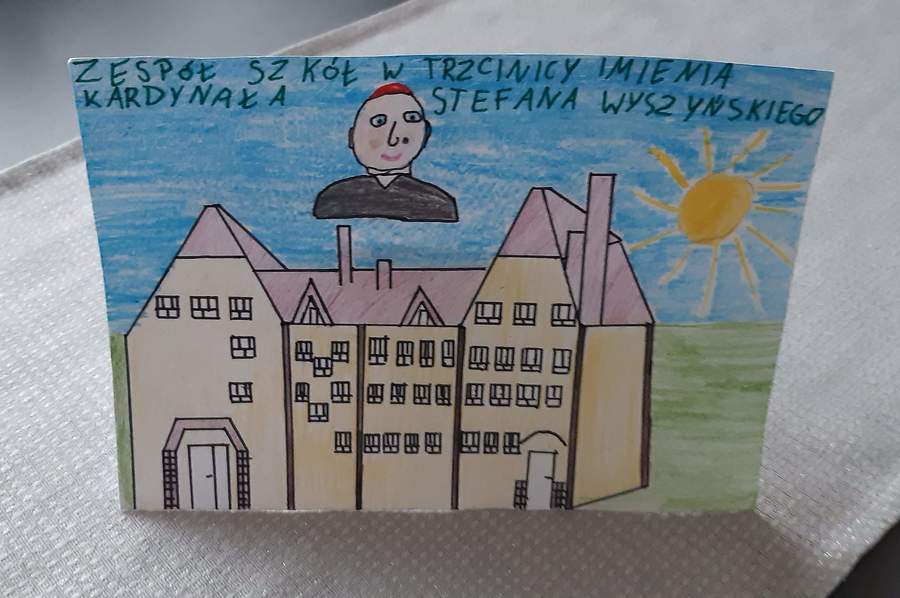 ZESPÓŁ SZKÓŁ W TRZCINICY IMIENIA
KARDYNAŁA STEFANA WYSZYŃSKIEGO